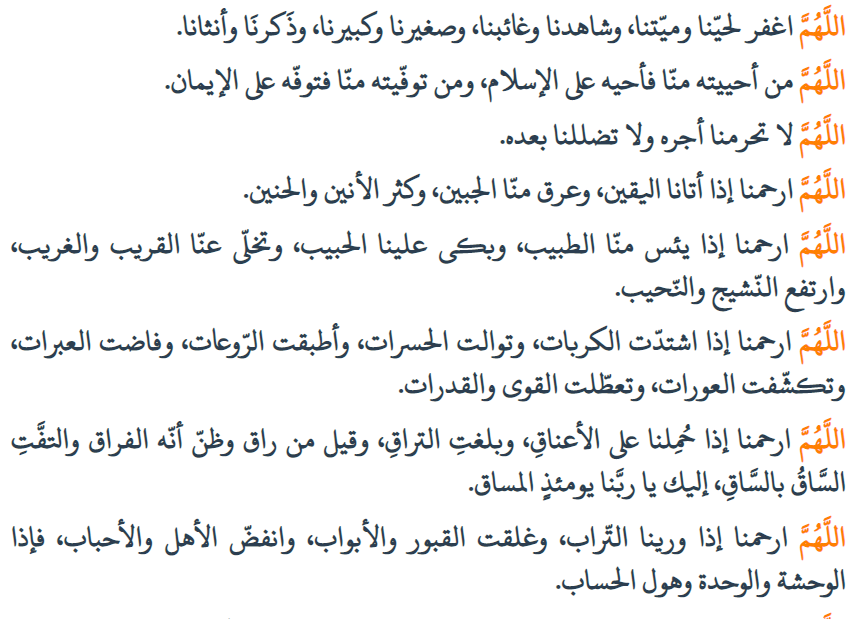 اللَّهُمَّ اغفر لحيّنا وميّتنا، وشاهدنا وغائبنا، وصغيرنا وكبيرنا، وذَكرنَا وأنثانا.
اللَّهُمَّ من أحييته منّا فأحيه على الإسلام، ومن توفّيته منّا فتوفّه على الإيمان.
اللَّهُمَّ لا تحرمنا أجره ولا تضللنا بعده.
اللَّهُمَّ ارحمنا إذا أتانا اليقين، وعرق منّا الجبين، وكثر الأنين والحنين.
اللَّهُمَّ ارحمنا إذا يئس منّا الطبيب، وبكى علينا الحبيب، وتخلّى عنّا القريب والغريب،
وارتفع النّشيج والنّحيب.
اللَّهُمَّ ارحمنا إذا اشتدّت الكربات، وتوالت الحسرات، وأطبقت الرّوعات، وفاضت العبرات،
وتكشّفت العورات، وتعطّلت القوى والقدرات.
اللَّهُمَّ ارحمنا إذا حُمِلنا على الأعناقِ، وبلغتِ التراقِ، وقيل من راق وظنّ أنّه الفراق والتفَّتِ
السَّاقُ بالسَّاقِ، إليك يا ربَّنا يومئذٍ المساق.
اللَّهُمَّ ارحمنا إذا ورينا التّراب، وغلقت القبور والأبواب، وانفضّ الأهل والأحباب، فإذا
الوحشة والوحدة وهول الحساب.